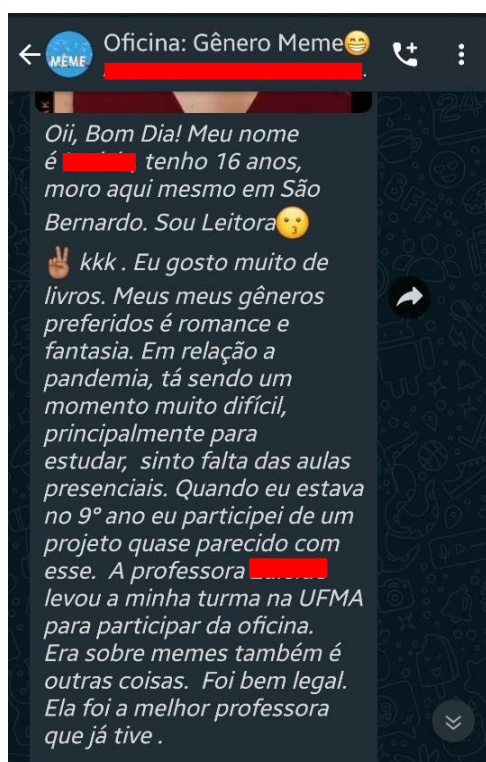 Oficina: Gênero Meme😁
MEME
Oii, Bom Dia! Meu nome
é tenho 16 anos,
moro aqui mesmo em São
Bernardo. Sou Leitora😗
✌🏽 kkk . Eu gosto muito de
livros. Meus meus gêneros
preferidos é romance e
fantasia. Em relação a
pandemia, tá sendo um
momento muito difícil,
principalmente para
estudar, sinto falta das aulas
presenciais. Quando eu estava
no 9° ano eu participei de um
projeto quase parecido com
esse. A professora
levou a minha turma na UFMA
para participar da oficina.
Era sobre memes também é
outras coisas. Foi bem legal.
Ela foi a melhor professora
que já tive .